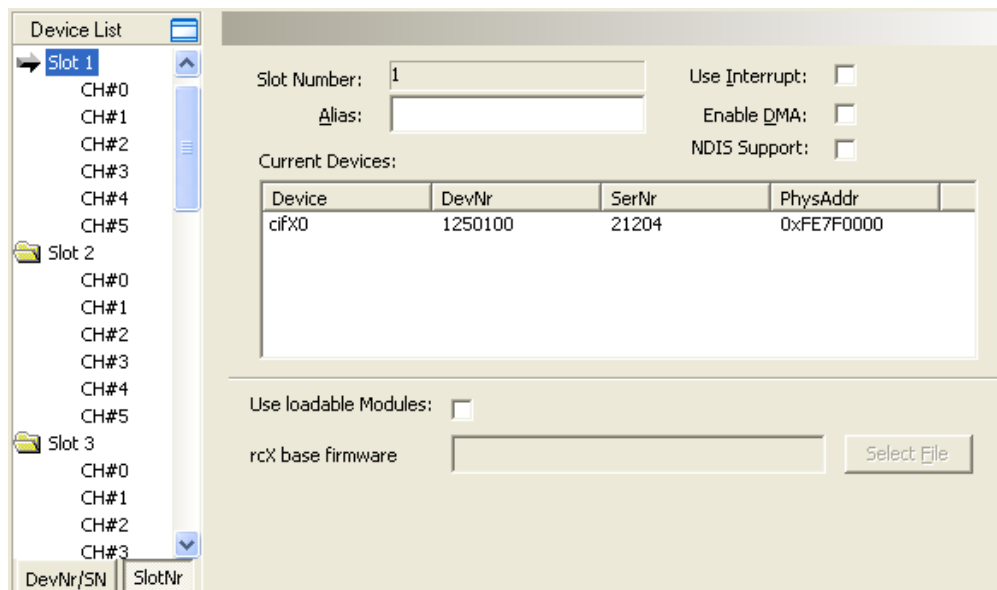 Device List
Slot 1
CH#0
CH#1
CH#2
CH#3
CH#4
CH#5
Slot 2
CH#0
CH#1
CH#2
CH#3
CH#4
CH#5
Slot 3
CH#0
CH#1
CH#2
CH#3
DevNr/SN SlotNr
Slot Number: 1
Alias:
Use Interrupt:
Enable DMA:
NDIS Support:
Current Devices:
Device DevNr SerNr PhysAddr
cifX0 1250100 21204 0xFE7F0000
Use loadable Modules:
rcX base firmware
Select File